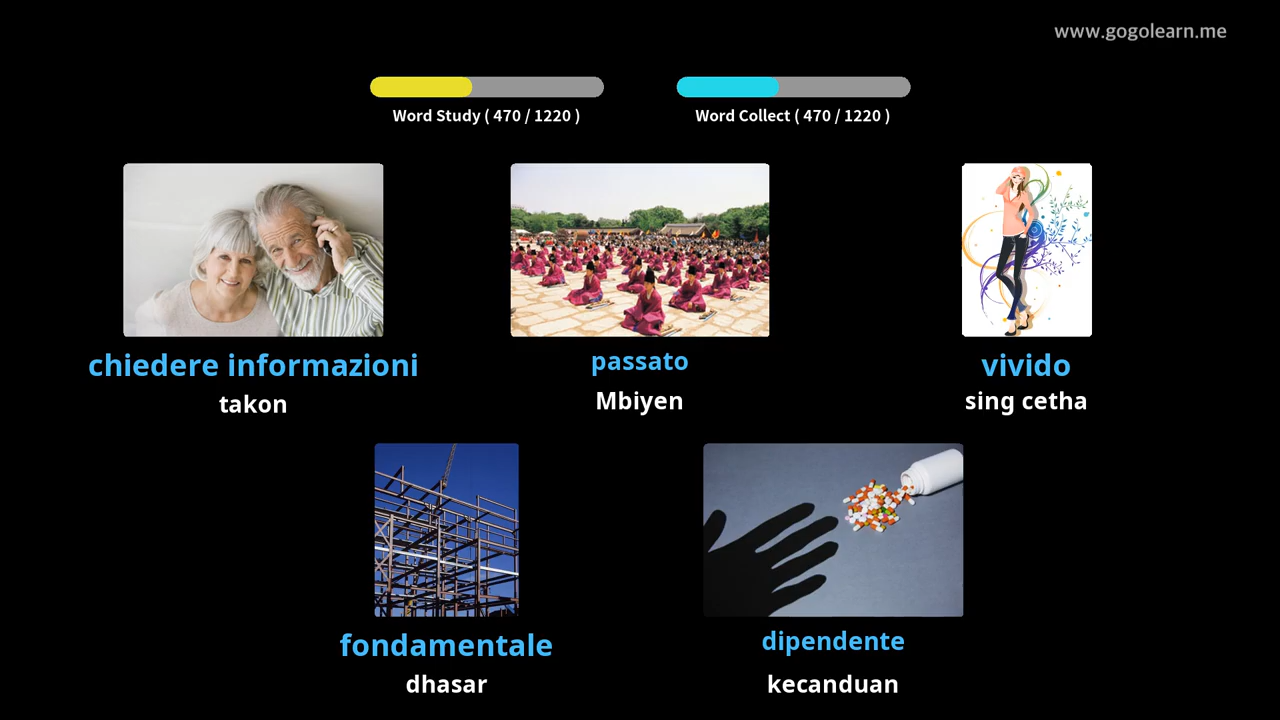 www.gogolearn.me
Word Study ( 470 / 1220 )
Word Collect ( 470 / 1220 )
chiedere informazioni
takon
passato
Mbiyen
vivido
sing cetha
fondamentale
dhasar
dipendente
kecanduan